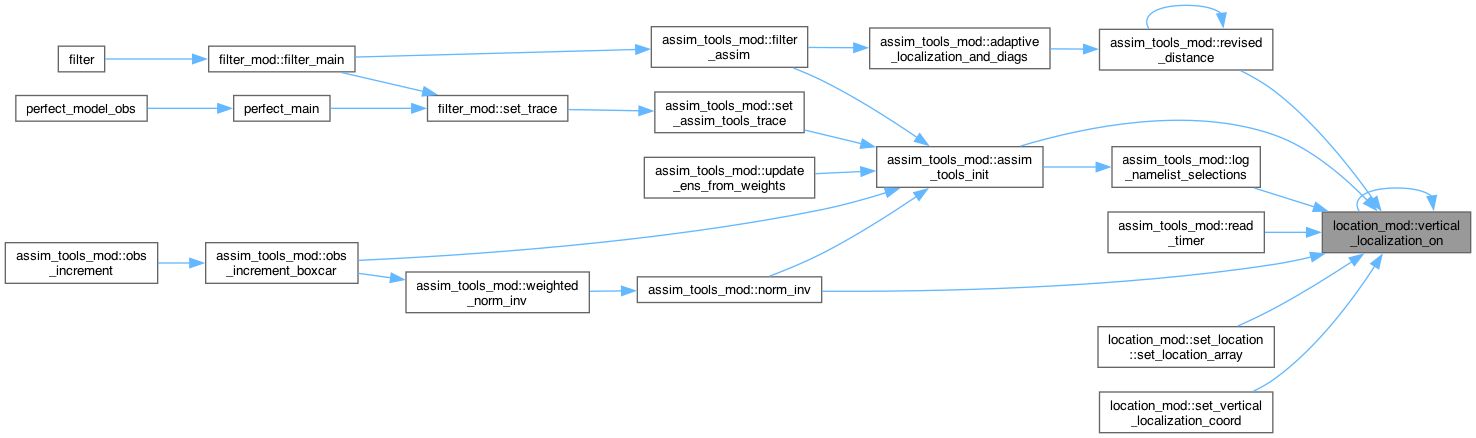 filter
filter_mod::filter_main
assim_tools_mod::filter
_assim
assim_tools_mod::adaptive
_localization_and_diags
assim_tools_mod::revised
_distance
perfect_model_obs
perfect_main
filter_mod::set_trace
assim_tools_mod::set
_assim_tools_trace
assim_tools_mod::update
_ens_from_weights
assim_tools_mod::assim
_tools_init
assim_tools_mod::log
_namelist_selections
assim_tools_mod::read
_timer
location_mod::vertical
_localization_on
assim_tools_mod::obs
_increment
assim_tools_mod::obs
_increment_boxcar
assim_tools_mod::weighted
_norm_inv
assim_tools_mod::norm_inv
location_mod::set_location
::set_location_array
location_mod::set_vertical
_localization_coord